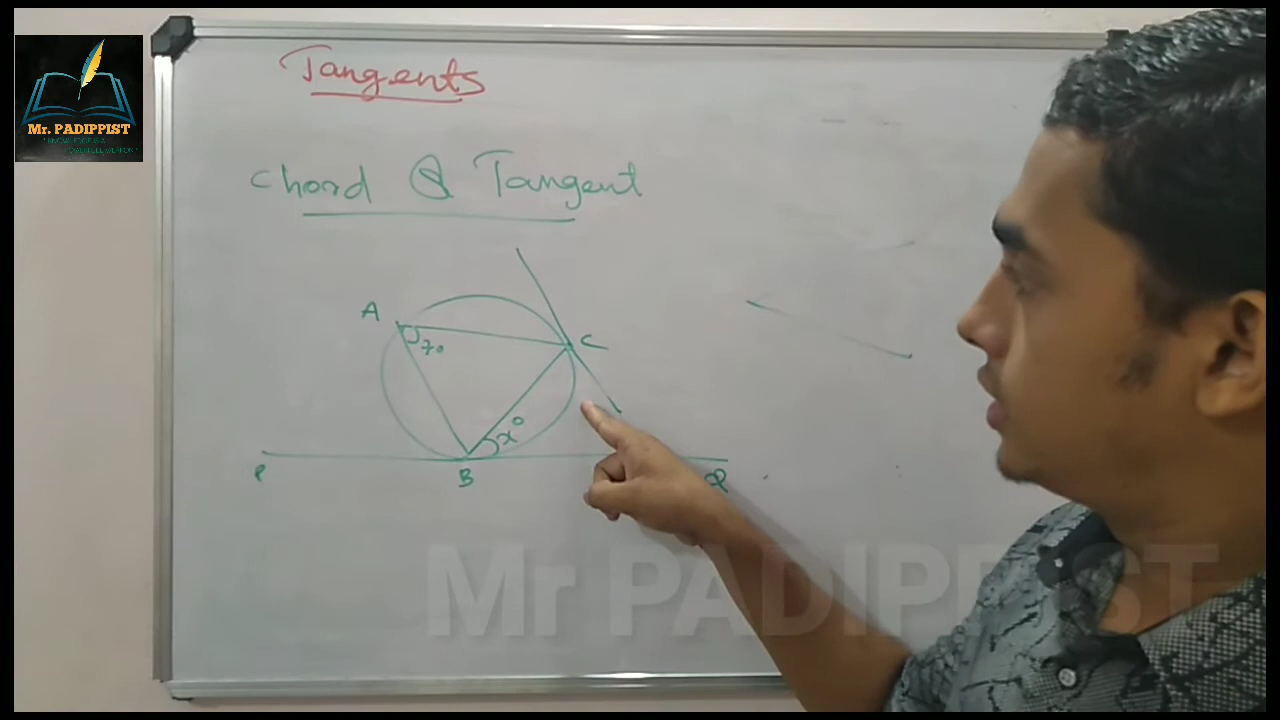 Tangents
Mr. PADIPPIST
Chord & Tangent
A
C
70
x°
P
B
Q
Mr PADIPPIST